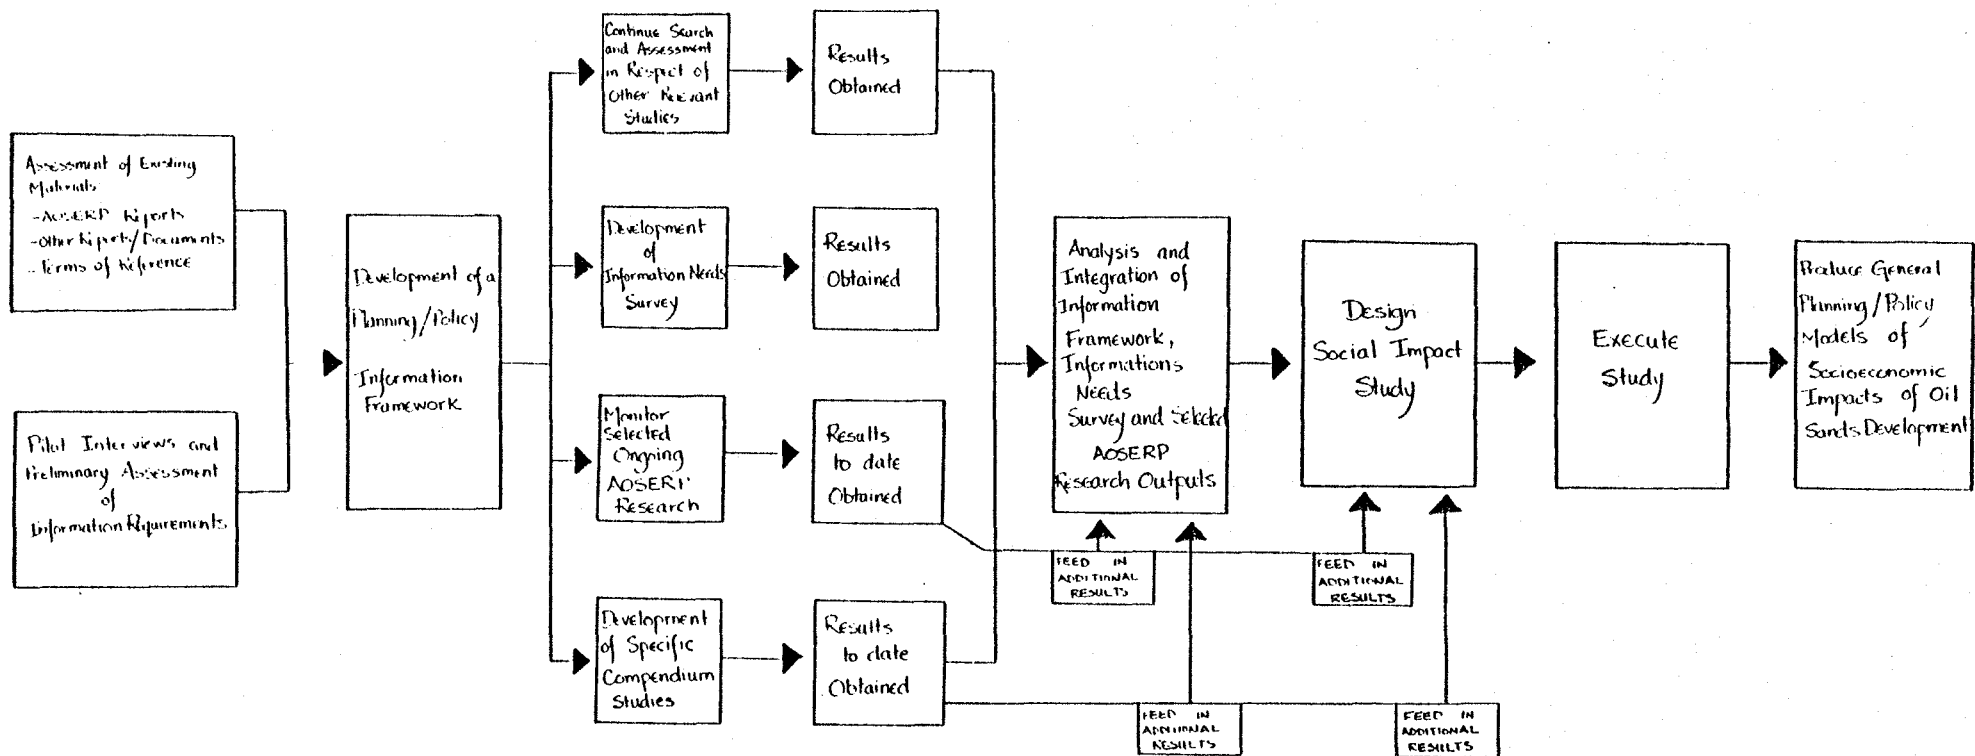 Assessment of Existing
Materials
-AOSERP Reports
-Other Reports/Documents
-Terms of Reference
Pilot Interviews and
Preliminary Assessment
of
Information Requirements
Development of a
Planning/Policy
Information
Framework
Continue Search
and Assessment
in Respect of
Other Relevant
Studies
Results
Obtained
Development
of
Information Needs
Survey
Results
Obtained
Monitor
Selected
Ongoing
AOSERP
Research
Results
to date
Obtained
Development
of Specific
Compendium
Studies
Results
to date
Obtained
Analysis and
Integration of
Information
Framework,
Informations
Needs
Survey and Selected
AOSERP
Research Outputs
FEED IN
ADDITIONAL
RESULTS
FEED IN
ADDITIONAL
RESULTS
FEED IN
ADDITIONAL
RESULTS
FEED IN
ADDITIONAL
RESULTS
Design
Social Impact
Study
Execute
Study
Produce General
Planning/Policy
Models of
Socioeconomic
Impacts of Oil
Sands Development